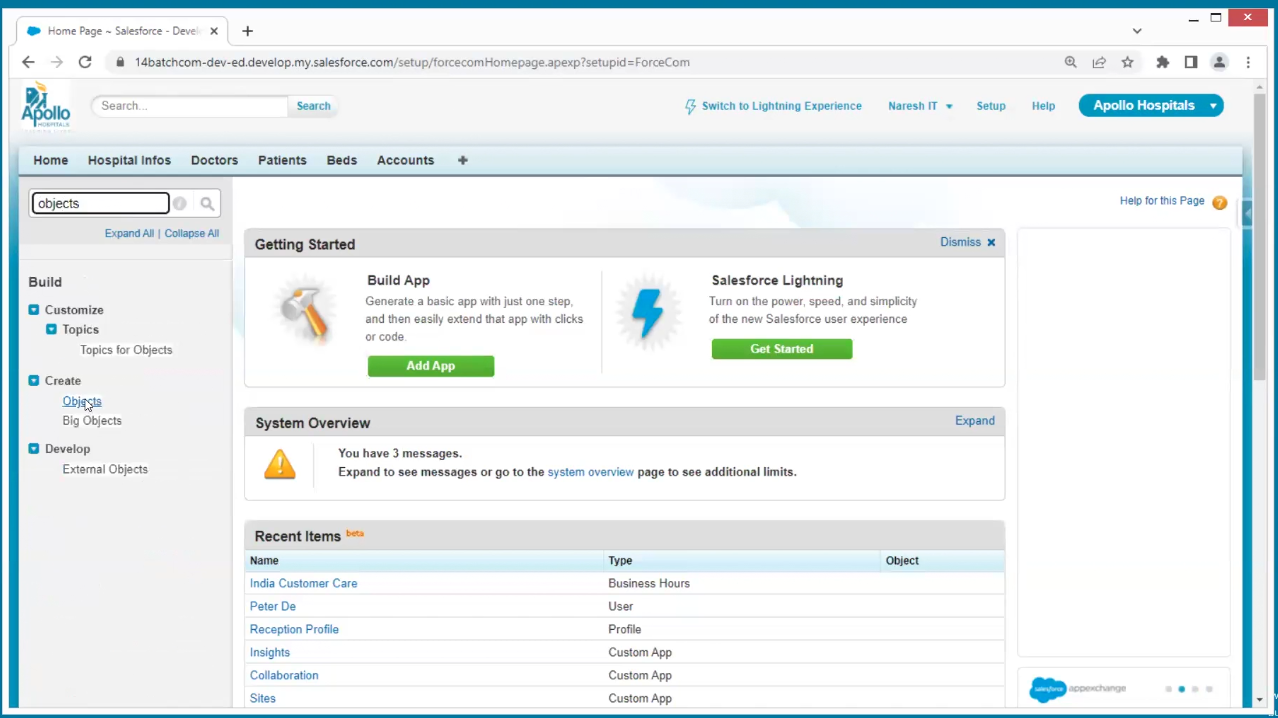 Home Page ~ Salesforce - Devel
14batchcom-dev-ed.develop.my.salesforce.com/setup/forcecomHomepage.apexp?setupid=ForceCom
Apollo
HOSPITALS
Search...
Search
Switch to Lightning Experience
Naresh IT
Setup
Help
Apollo Hospitals
Home
Hospital Infos
Doctors
Patients
Beds
Accounts
objects
Expand All | Collapse All
Build
Customize
Topics
Topics for Objects
Create
Objects
Big Objects
Develop
External Objects
Help for this Page
Getting Started
Dismiss
Build App
Generate a basic app with just one step,
and then easily extend that app with clicks
or code.
Add App
Salesforce Lightning
Turn on the power, speed, and simplicity
of the new Salesforce user experience
Get Started
System Overview
Expand
You have 3 messages.
Expand to see messages or go to the system overview page to see additional limits.
Recent Items beta
Name Type Object
India Customer Care Business Hours
Peter De User
Reception Profile Profile
Insights Custom App
Collaboration Custom App
Sites Custom App
salesforce appexchange